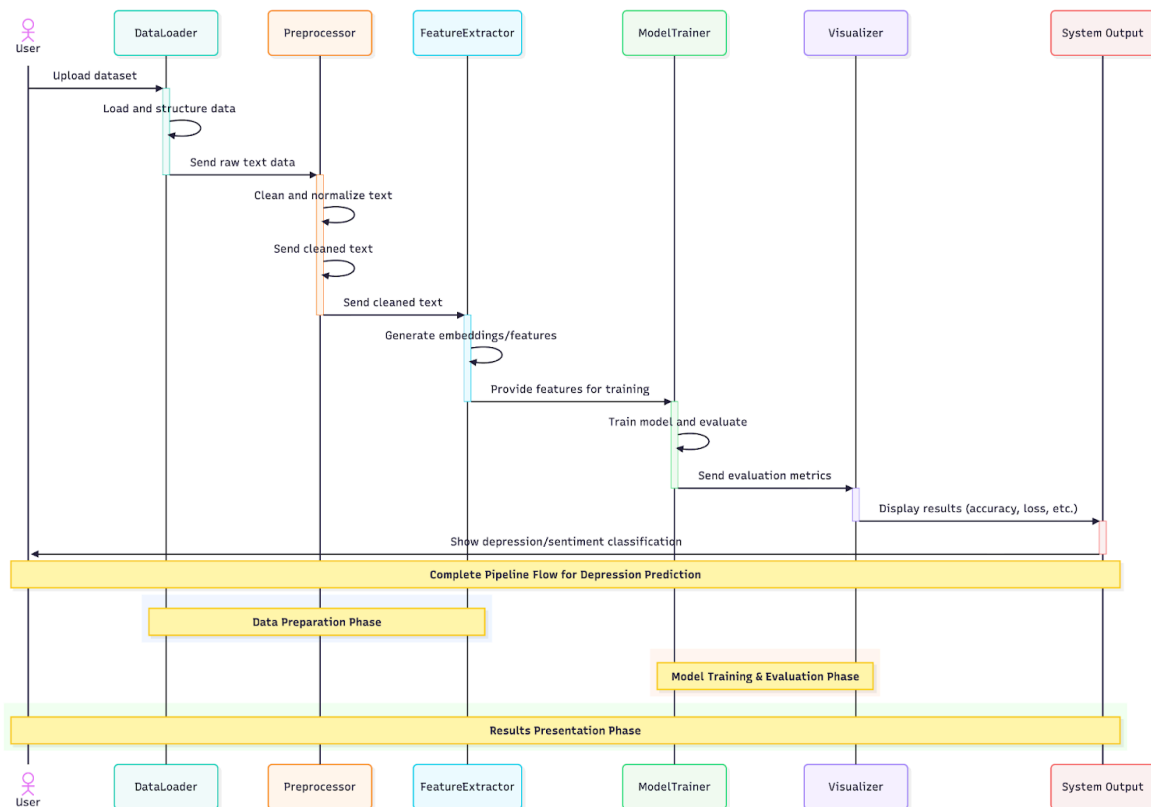 User
DataLoader
Preprocessor
FeatureExtractor
ModelTrainer
Visualizer
System Output
Upload dataset
Load and structure data
Send raw text data
Clean and normalize text
Send cleaned text
Send cleaned text
Generate embeddings/features
Provide features for training
Train model and evaluate
Send evaluation metrics
Display results (accuracy, loss, etc.)
Show depression/sentiment classification
Complete Pipeline Flow for Depression Prediction
Data Preparation Phase
Model Training & Evaluation Phase
Results Presentation Phase
User
DataLoader
Preprocessor
FeatureExtractor
ModelTrainer
Visualizer
System Output